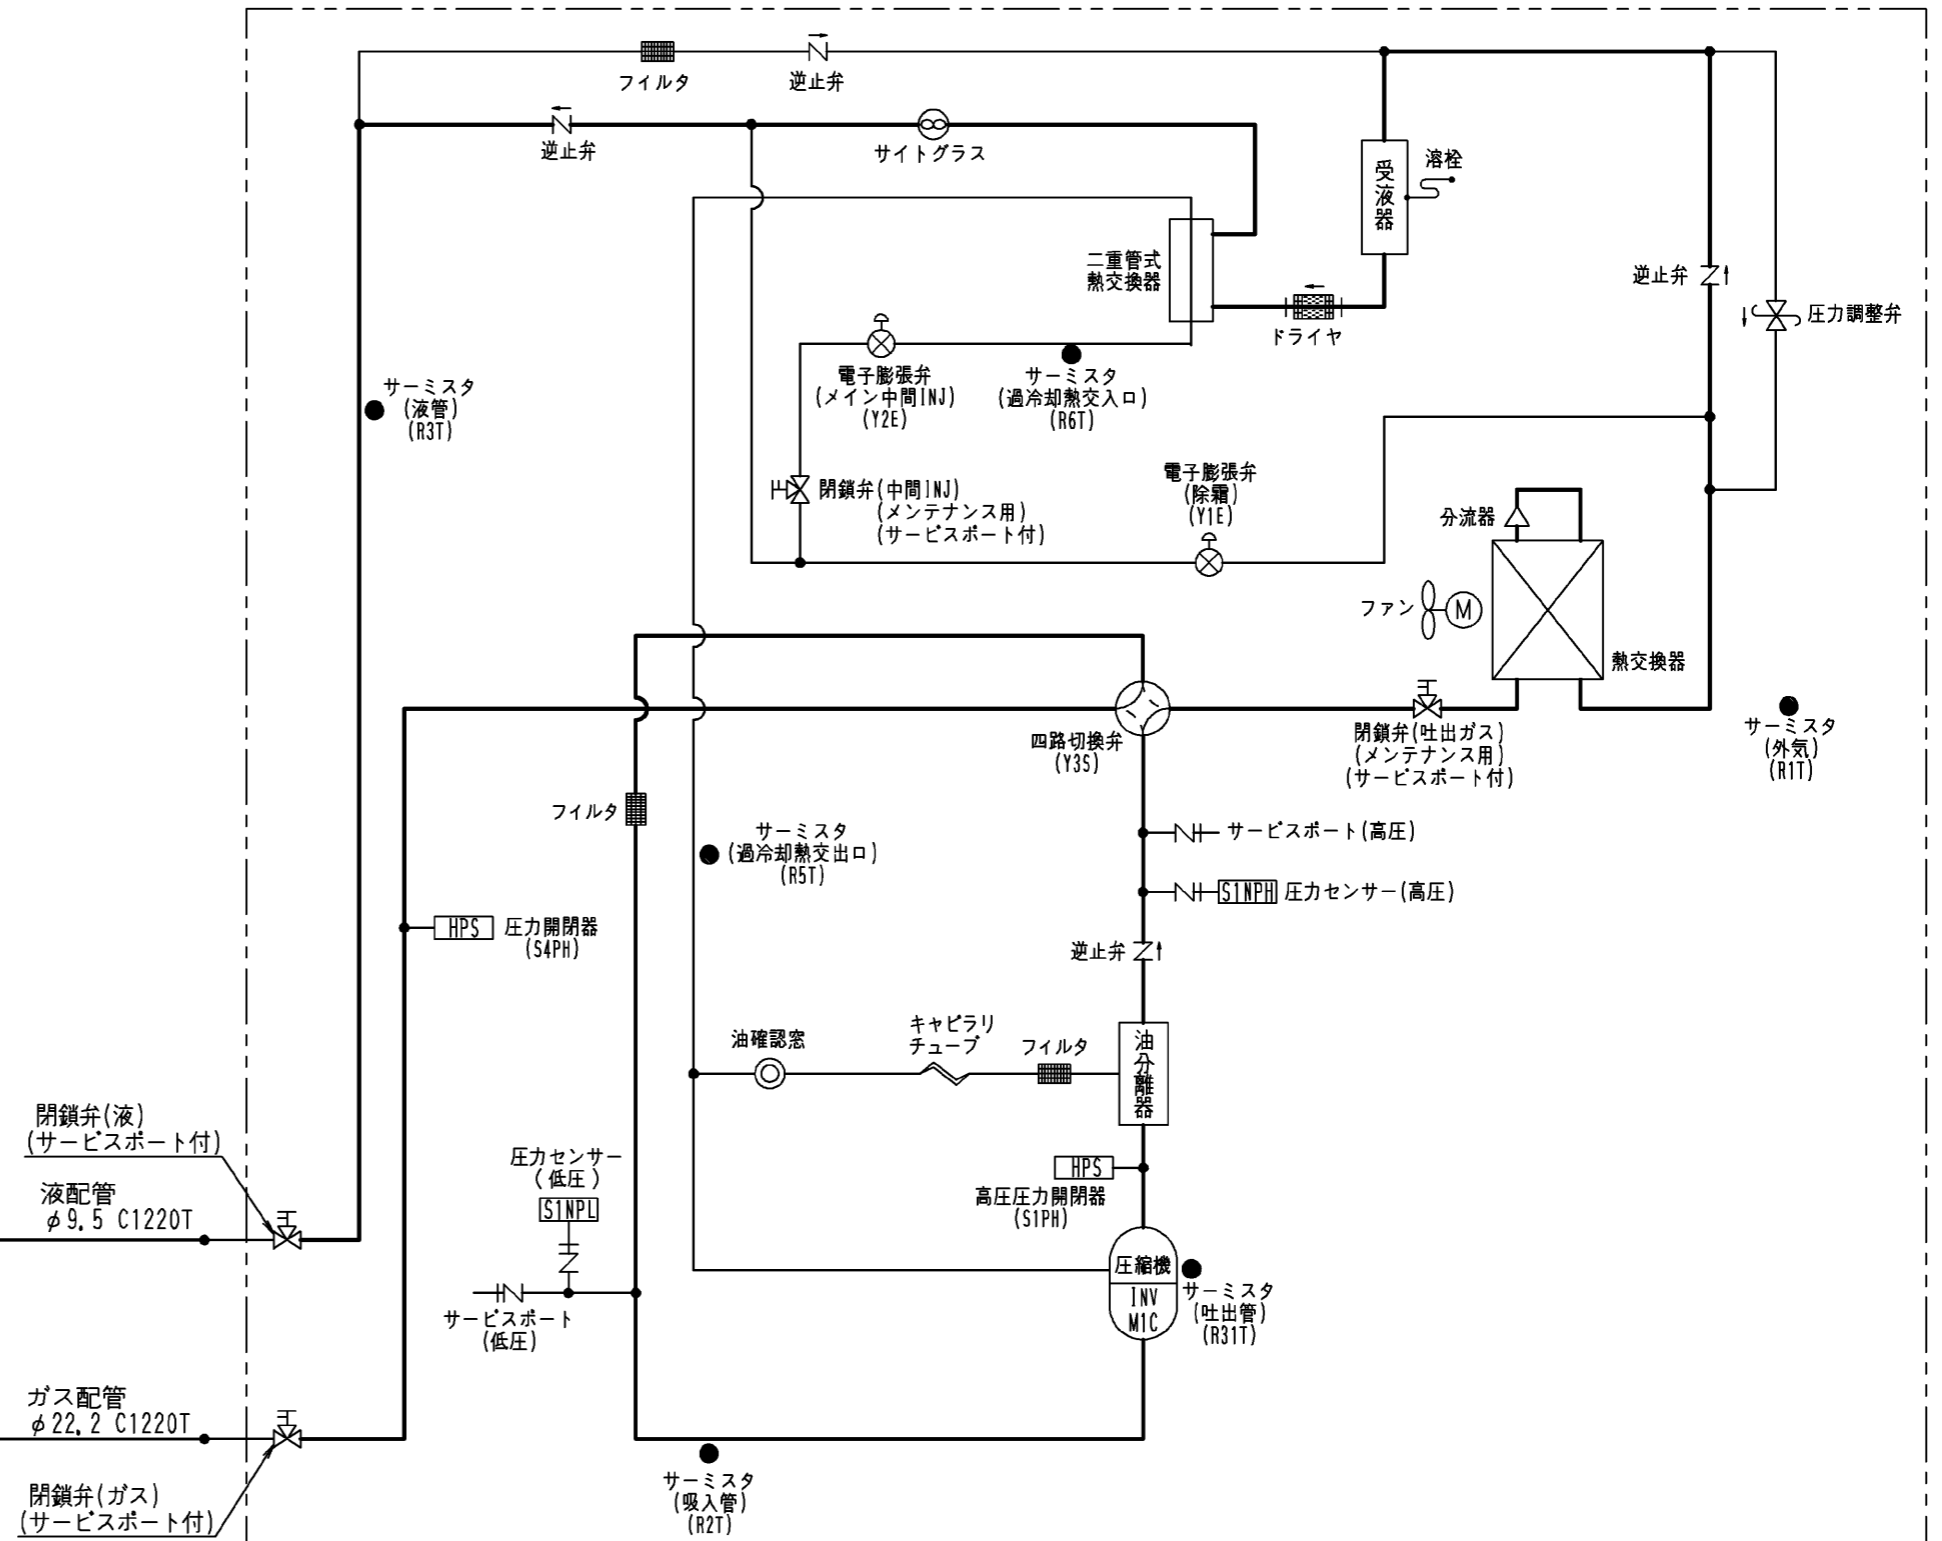 フィルタ
逆止弁
逆止弁
サイトグラス
受液器
溶栓
二重管式
熱交換器
ドライヤ
逆止弁
圧力調整弁
サーミスタ
(液管)
(R3T)
電子膨張弁
(メイン中間INJ)
(Y2E)
サーミスタ
(過冷却熱交入口)
(R6T)
閉鎖弁(中間INJ)
(メンテナンス用)
(サービスポート付)
電子膨張弁
(除霜)
(Y1E)
分流器
ファン
M
熱交換器
四路切換弁
(Y3S)
閉鎖弁(吐出ガス)
(メンテナンス用)
(サービスポート付)
サーミスタ
(外気)
(R1T)
フィルタ
サーミスタ
(過冷却熱交出口)
(R5T)
サービスポート(高圧)
S1NPH 圧力センサー(高圧)
HPS 圧力開閉器
(S4PH)
逆止弁
油確認窓
キャピラリ
チューブ
フィルタ
油分離器
閉鎖弁(液)
(サービスポート付)
液配管
φ9.5 C1220T
圧力センサー
(低圧)
S1NPL
サービスポート
(低圧)
HPS
高圧圧力開閉器
(S1PH)
圧縮機
INV
M1C
サーミスタ
(吐出管)
(R31T)
ガス配管
φ22.2 C1220T
閉鎖弁(ガス)
(サービスポート付)
サーミスタ
(吸入管)
(R2T)